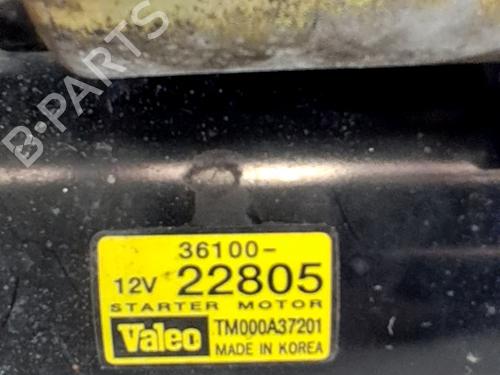 B-PARTS
36100-
12V 22805
STARTER MOTOR
Valeo TM000A37201
MADE IN KOREA